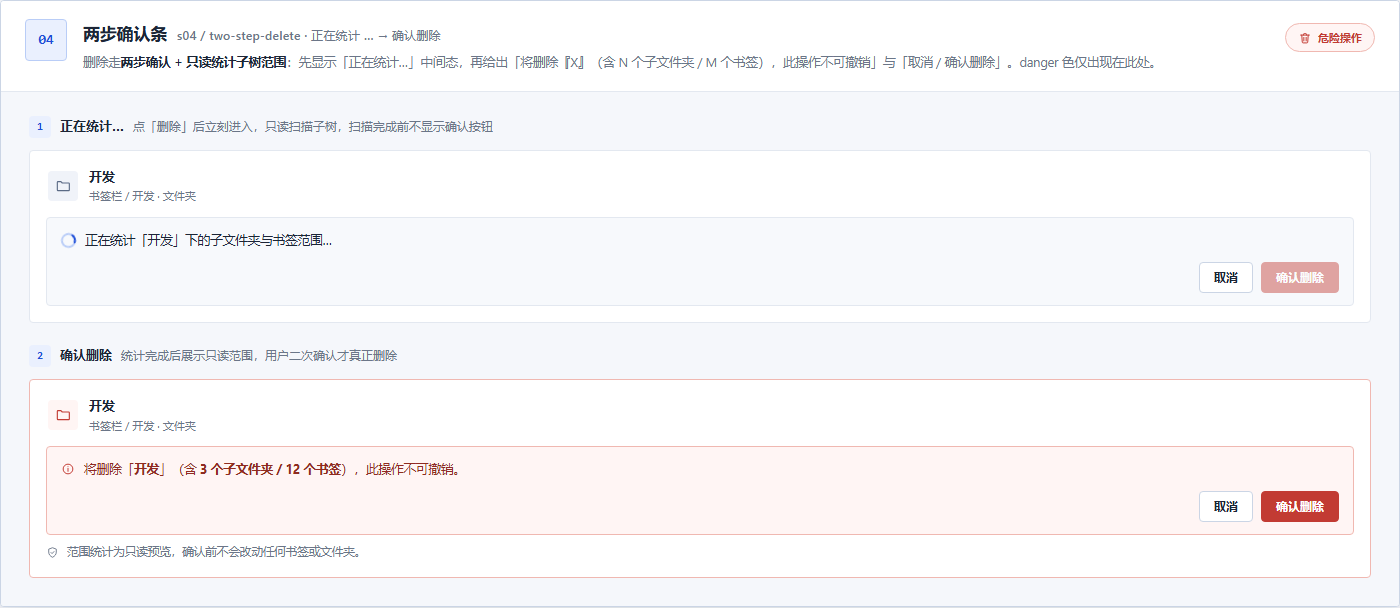 04
两步确认条 s04 / two-step-delete · 正在统计 ... → 确认删除
危险操作
删除走两步确认 + 只读统计子树范围：先显示「正在统计...」中间态，再给出「将删除『X』（含 N 个子文件夹 / M 个书签），此操作不可撤销」与「取消 / 确认删除」。danger 色仅出现在此处。
1 正在统计... 点「删除」后立刻进入，只读扫描子树，扫描完成前不显示确认按钮
开发
书签栏 / 开发 · 文件夹
正在统计「开发」下的子文件夹与书签范围...
取消 确认删除
2 确认删除 统计完成后展示只读范围，用户二次确认才真正删除
开发
书签栏 / 开发 · 文件夹
将删除「开发」（含 3 个子文件夹 / 12 个书签），此操作不可撤销。
取消 确认删除
范围统计为只读预览，确认前不会改动任何书签或文件夹。